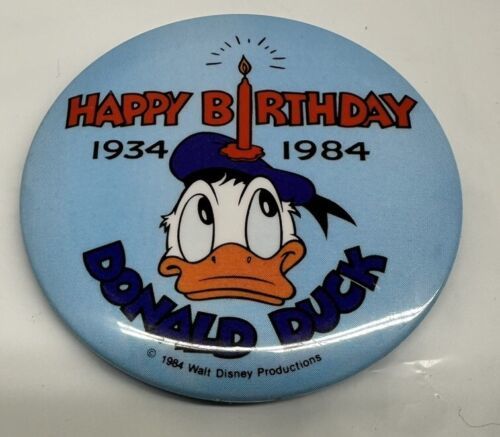 HAPPY BIRTHDAY
1934 1984
DONALD DUCK
© 1984 Walt Disney Productions